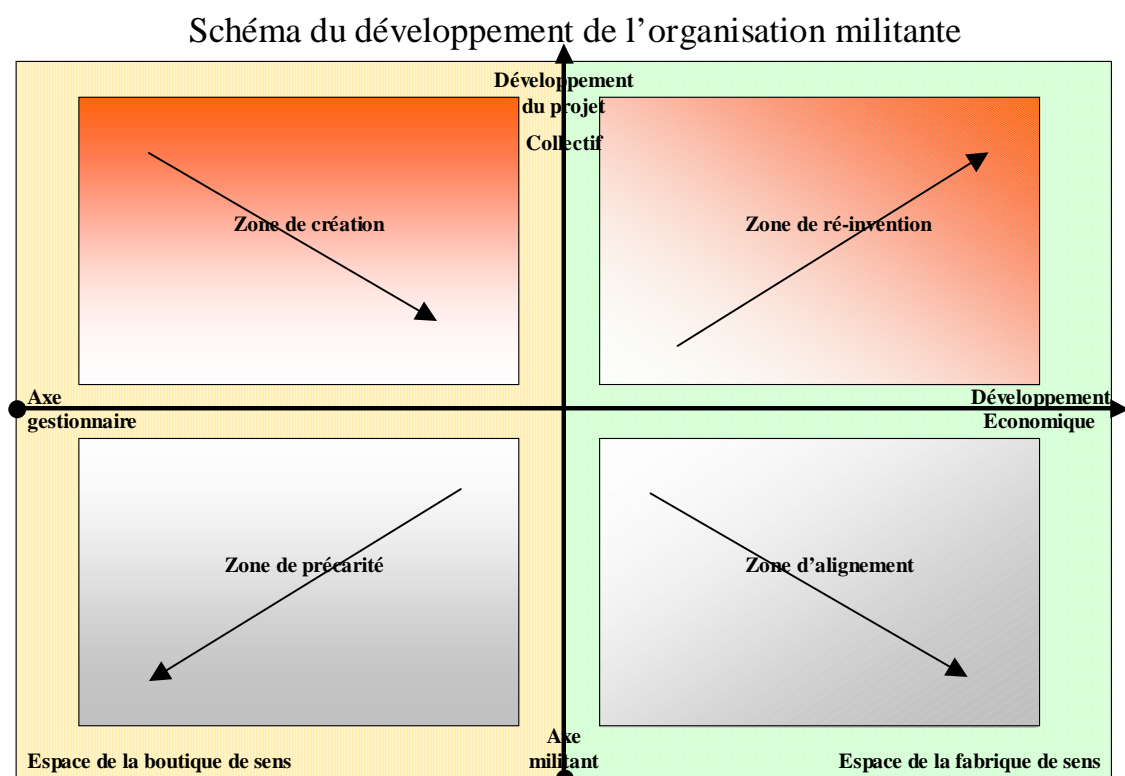 Schéma du développement de l’organisation militante
Développement
du projet
Collectif
Zone de création
Zone de ré-invention
Axe
gestionnaire
Développement
Economique
Zone de précarité
Zone d’alignement
Axe
militant
Espace de la boutique de sens
Espace de la fabrique de sens